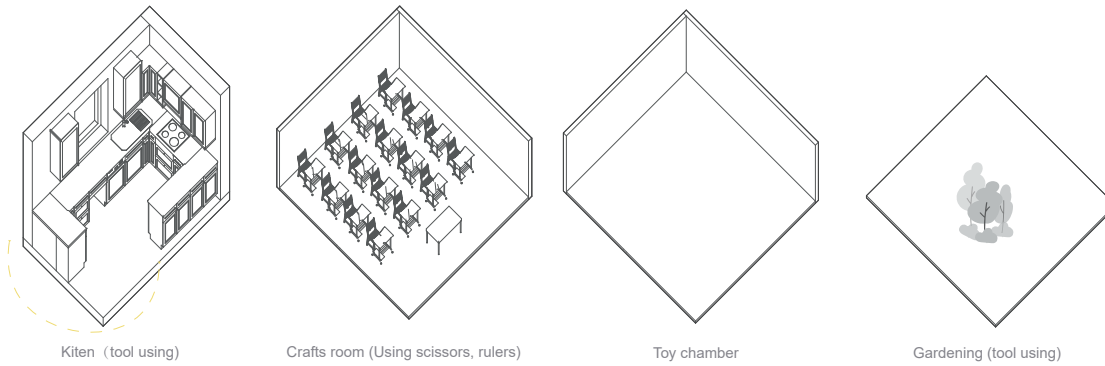 Kiten（tool using)
Crafts room (Using scissors, rulers)
Toy chamber
Gardening (tool using)